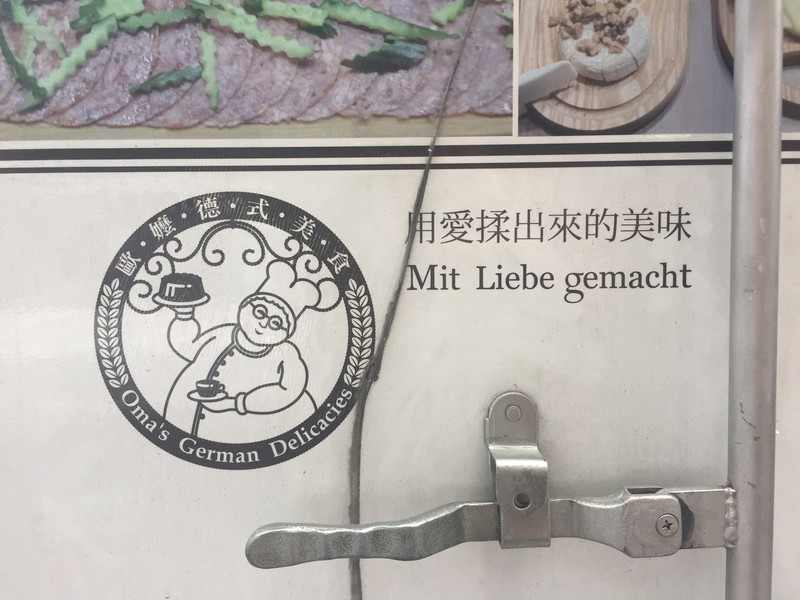 歐·嬤·德·式·美·食
Oma's German Delicacies
用愛揉出來的美味
Mit Liebe gemacht